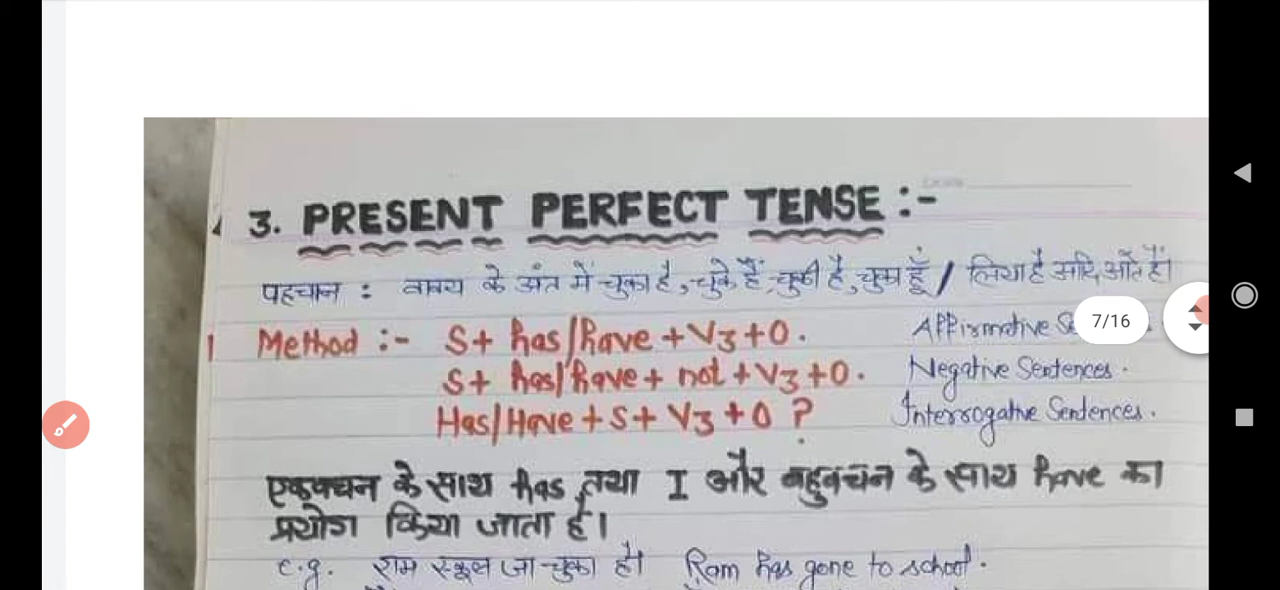 3. PRESENT PERFECT TENSE :-
पहचान : वाक्य के अंत में चुका है, चुके हैं, चुकी है, चुका हूँ / लिया है आदि आते हैं।
7/16
1 Method :- S + has/have + V3 + O. Affirmative
S + has/have + not + V3 + O. Negative Sentences.
Has/Have + S + V3 + O ? Interrogative Sentences.
एकवचन के साथ has, तथा I और बहुवचन के साथ have का
प्रयोग किया जाता है।
e.g. राम स्कूल जा चुका है। Ram has gone to school.